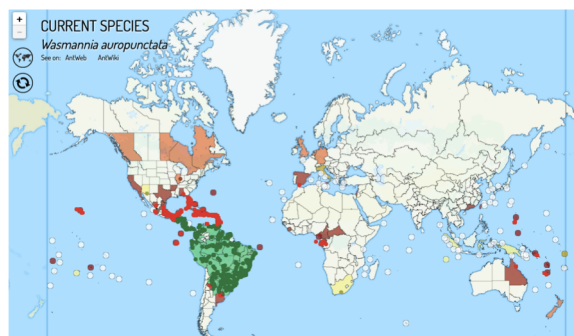 +
CURRENT SPECIES
−
Wasmannia auropunctata
See on: AntWeb AntWiki